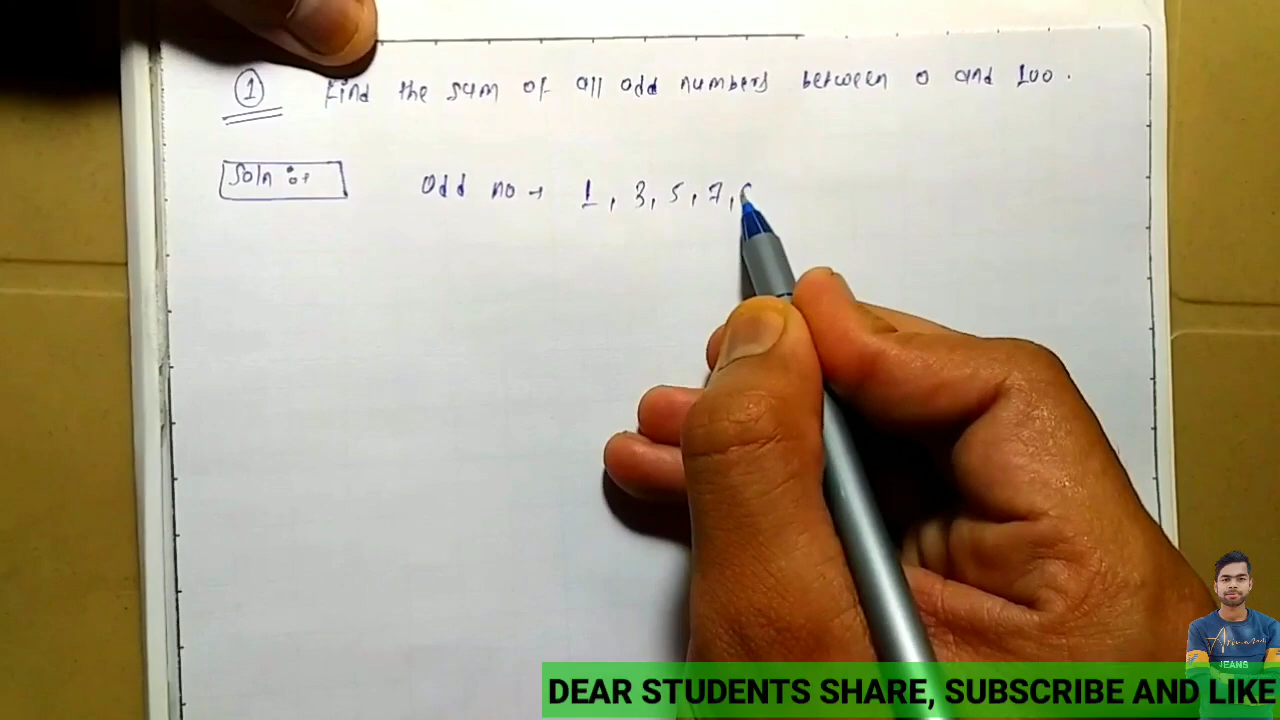 ① Find the sum of all odd numbers between 0 and 100.
Soln :→ Odd no → 1, 3, 5, 7,
JEANS
DEAR STUDENTS SHARE, SUBSCRIBE AND LIKE